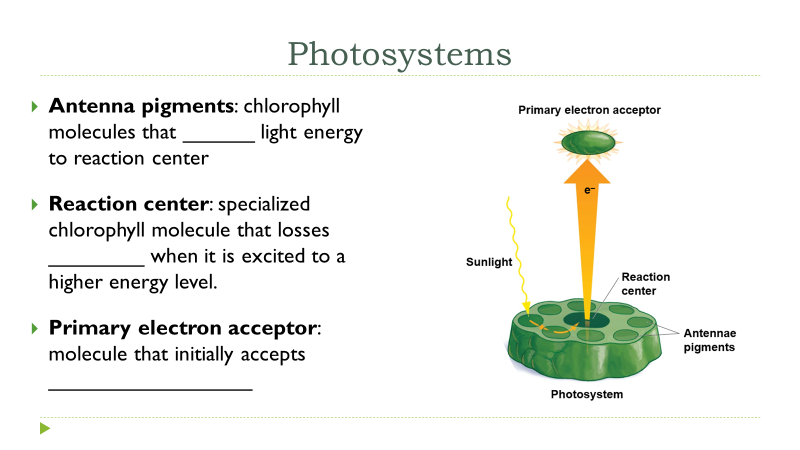 Photosystems
Antenna pigments: chlorophyll
molecules that _______ light energy
to reaction center
Reaction center: specialized
chlorophyll molecule that losses
_________ when it is excited to a
higher energy level.
Primary electron acceptor:
molecule that initially accepts
____________________
Primary electron acceptor
e–
Sunlight
Reaction
center
Antennae
pigments
Photosystem